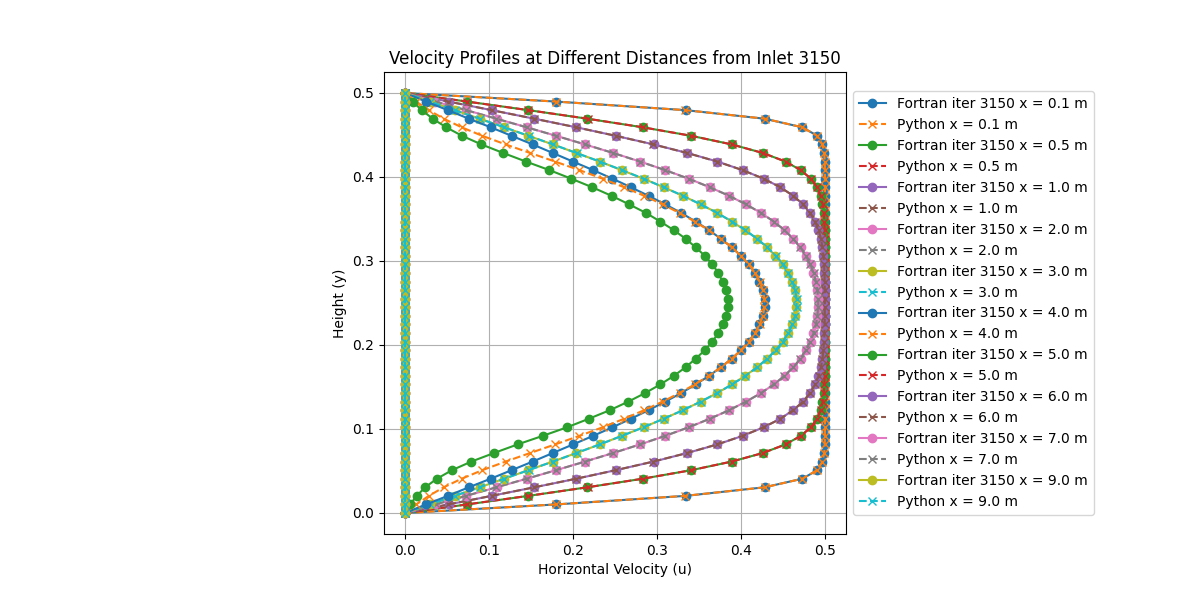 Velocity Profiles at Different Distances from Inlet 3150
0.5
0.4
0.3
0.2
0.1
0.0
Height (y)
0.0 0.1 0.2 0.3 0.4 0.5
Horizontal Velocity (u)
Fortran iter 3150 x = 0.1 m
Python x = 0.1 m
Fortran iter 3150 x = 0.5 m
Python x = 0.5 m
Fortran iter 3150 x = 1.0 m
Python x = 1.0 m
Fortran iter 3150 x = 2.0 m
Python x = 2.0 m
Fortran iter 3150 x = 3.0 m
Python x = 3.0 m
Fortran iter 3150 x = 4.0 m
Python x = 4.0 m
Fortran iter 3150 x = 5.0 m
Python x = 5.0 m
Fortran iter 3150 x = 6.0 m
Python x = 6.0 m
Fortran iter 3150 x = 7.0 m
Python x = 7.0 m
Fortran iter 3150 x = 9.0 m
Python x = 9.0 m